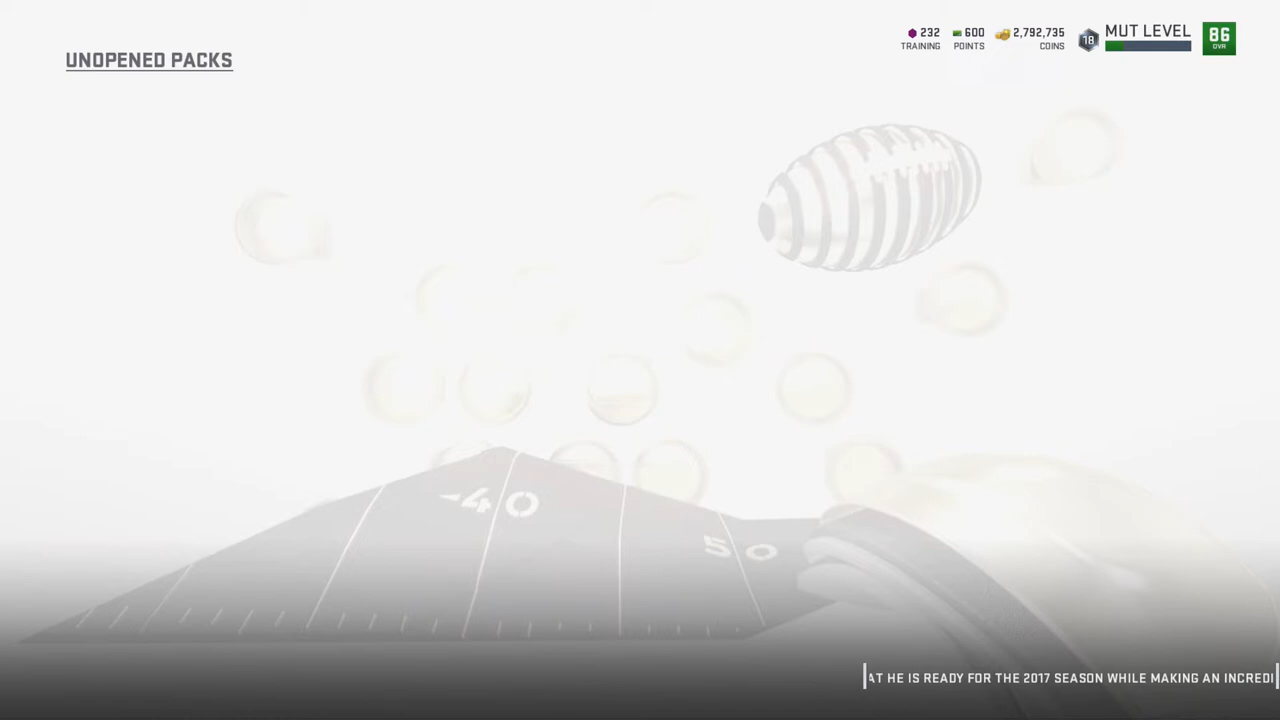 UNOPENED PACKS
232 TRAINING
600 POINTS
2,792,735 COINS
18
MUT LEVEL
86 OVR
-40
50
AT HE IS READY FOR THE 2017 SEASON WHILE MAKING AN INCREDI